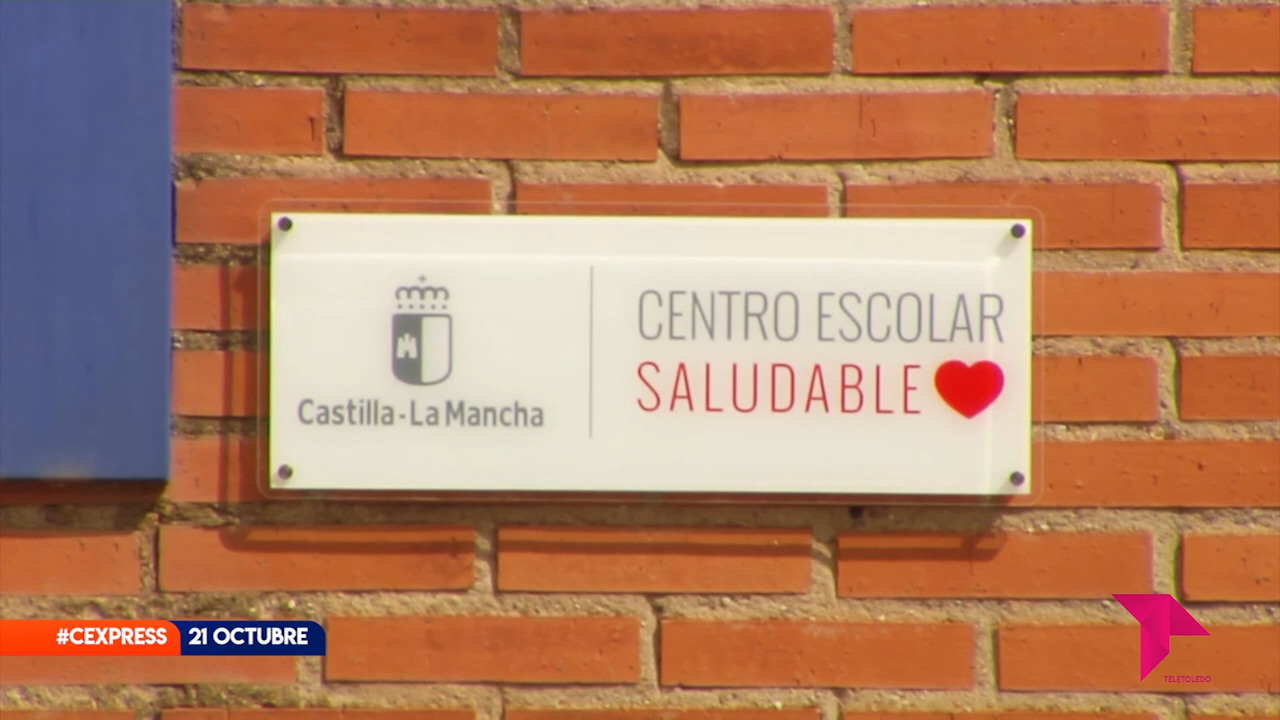 CENTRO ESCOLAR
SALUDABLE
Castilla-La Mancha
#CEXPRESS 21 OCTUBRE
TELETOLEDO